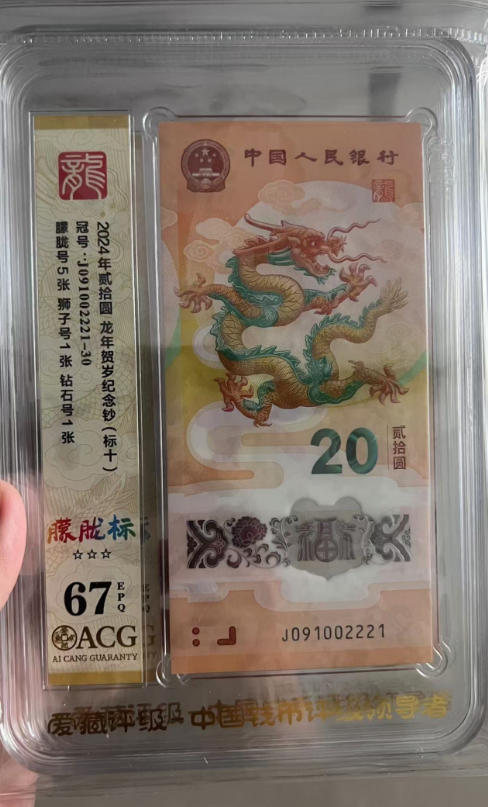 龍
2024年贰拾圆 龙年贺岁纪念钞（标十）
冠号：J091002221-30
朦胧号5张 狮子号1张 钻石号1张
朦胧标
☆☆☆
67 EPQ
ACG
AI CANG GUARANTY
中国人民银行
20
贰拾圆
福
J091002221
爱藏评级 - 中国钱币评级领导者